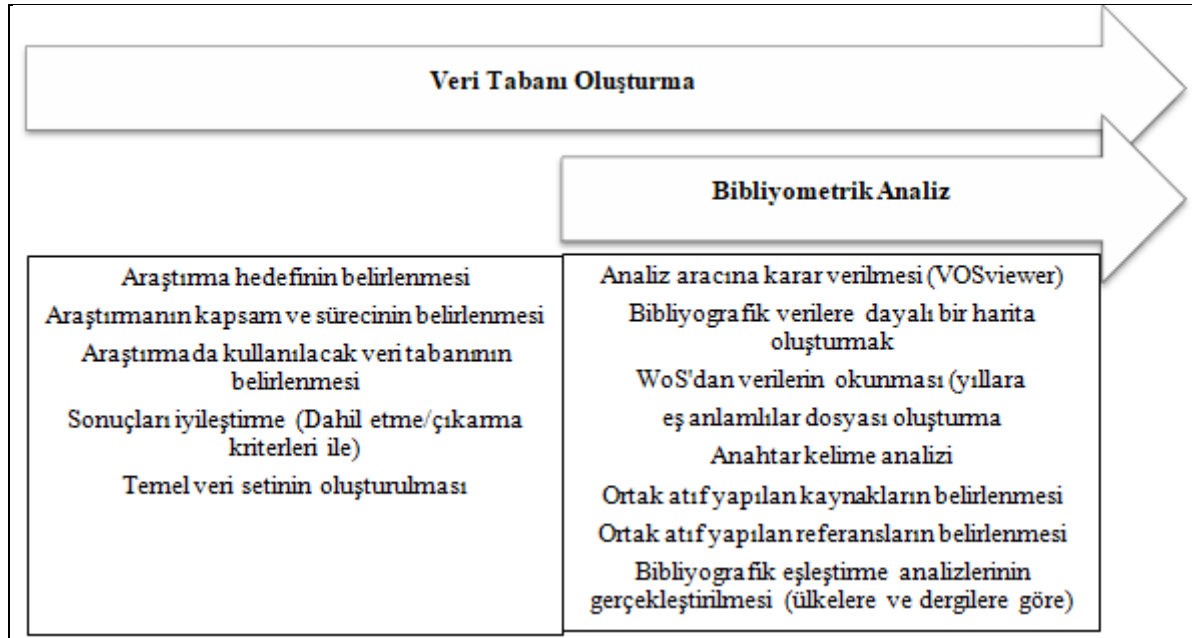 Veri Tabanı Oluşturma
Bibliyometrik Analiz
Araştırma hedefinin belirlenmesi
Araştırmanın kapsam ve sürecinin belirlenmesi
Araştırmada kullanılacak veri tabanının
belirlenmesi
Sonuçları iyileştirme (Dahil etme/çıkarma
kriterleri ile)
Temel veri setinin oluşturulması
Analiz aracına karar verilmesi (VOSviewer)
Bibliyografik verilere dayalı bir harita
oluşturmak
WoS'dan verilerin okunması (yıllara
eş anlamlılar dosyası oluşturma
Anahtar kelime analizi
Ortak atıf yapılan kaynakların belirlenmesi
Ortak atıf yapılan referansların belirlenmesi
Bibliyografik eşleştirme analizlerinin
gerçekleştirilmesi (ülkelere ve dergilere göre)